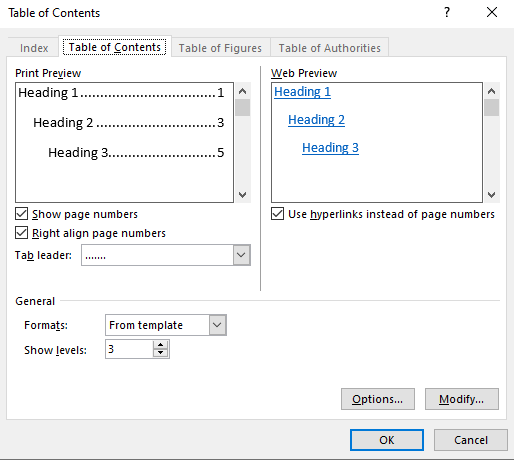 Table of Contents ?
Index Table of Contents Table of Figures Table of Authorities
Print Preview
Heading 1....................................1
Heading 2................................3
Heading 3............................5
Show page numbers
Right align page numbers
Tab leader: .......
Web Preview
Heading 1
Heading 2
Heading 3
Use hyperlinks instead of page numbers
General
Formats: From template
Show levels: 3
Options... Modify...
OK Cancel